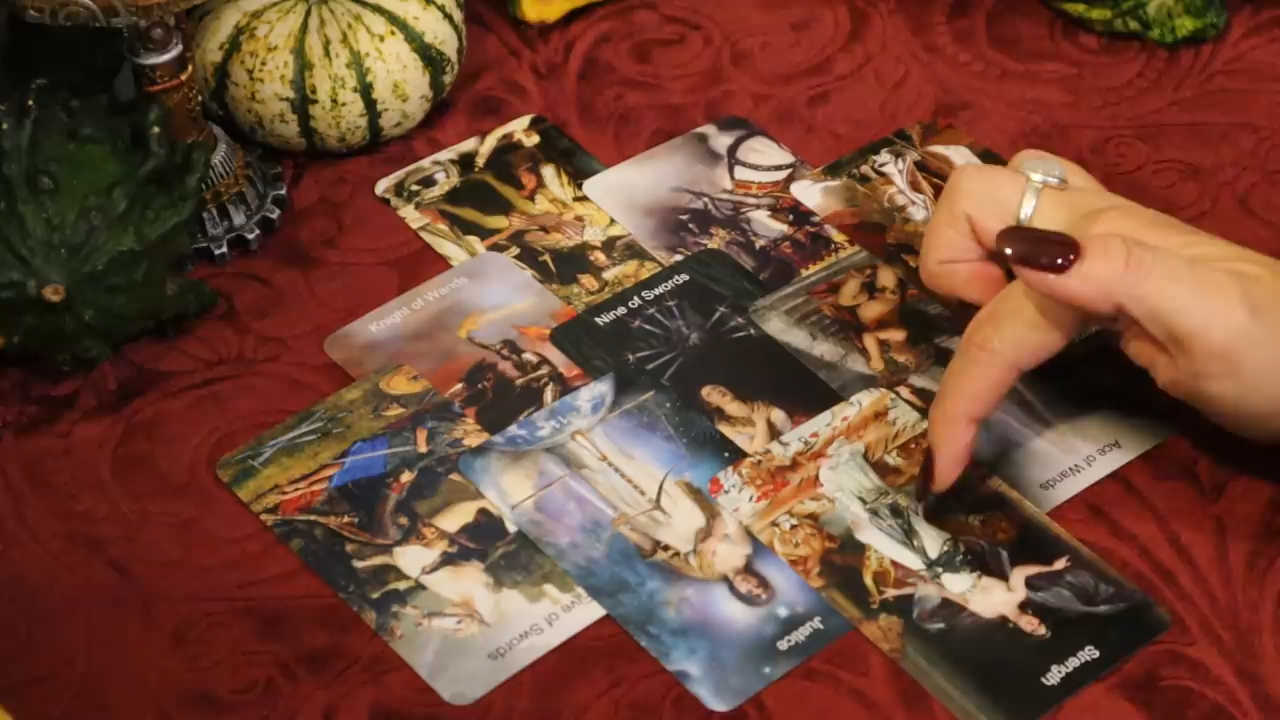 Knight of Wands
Nine of Swords
Ace of Wands
Five of Swords
Justice
Strength